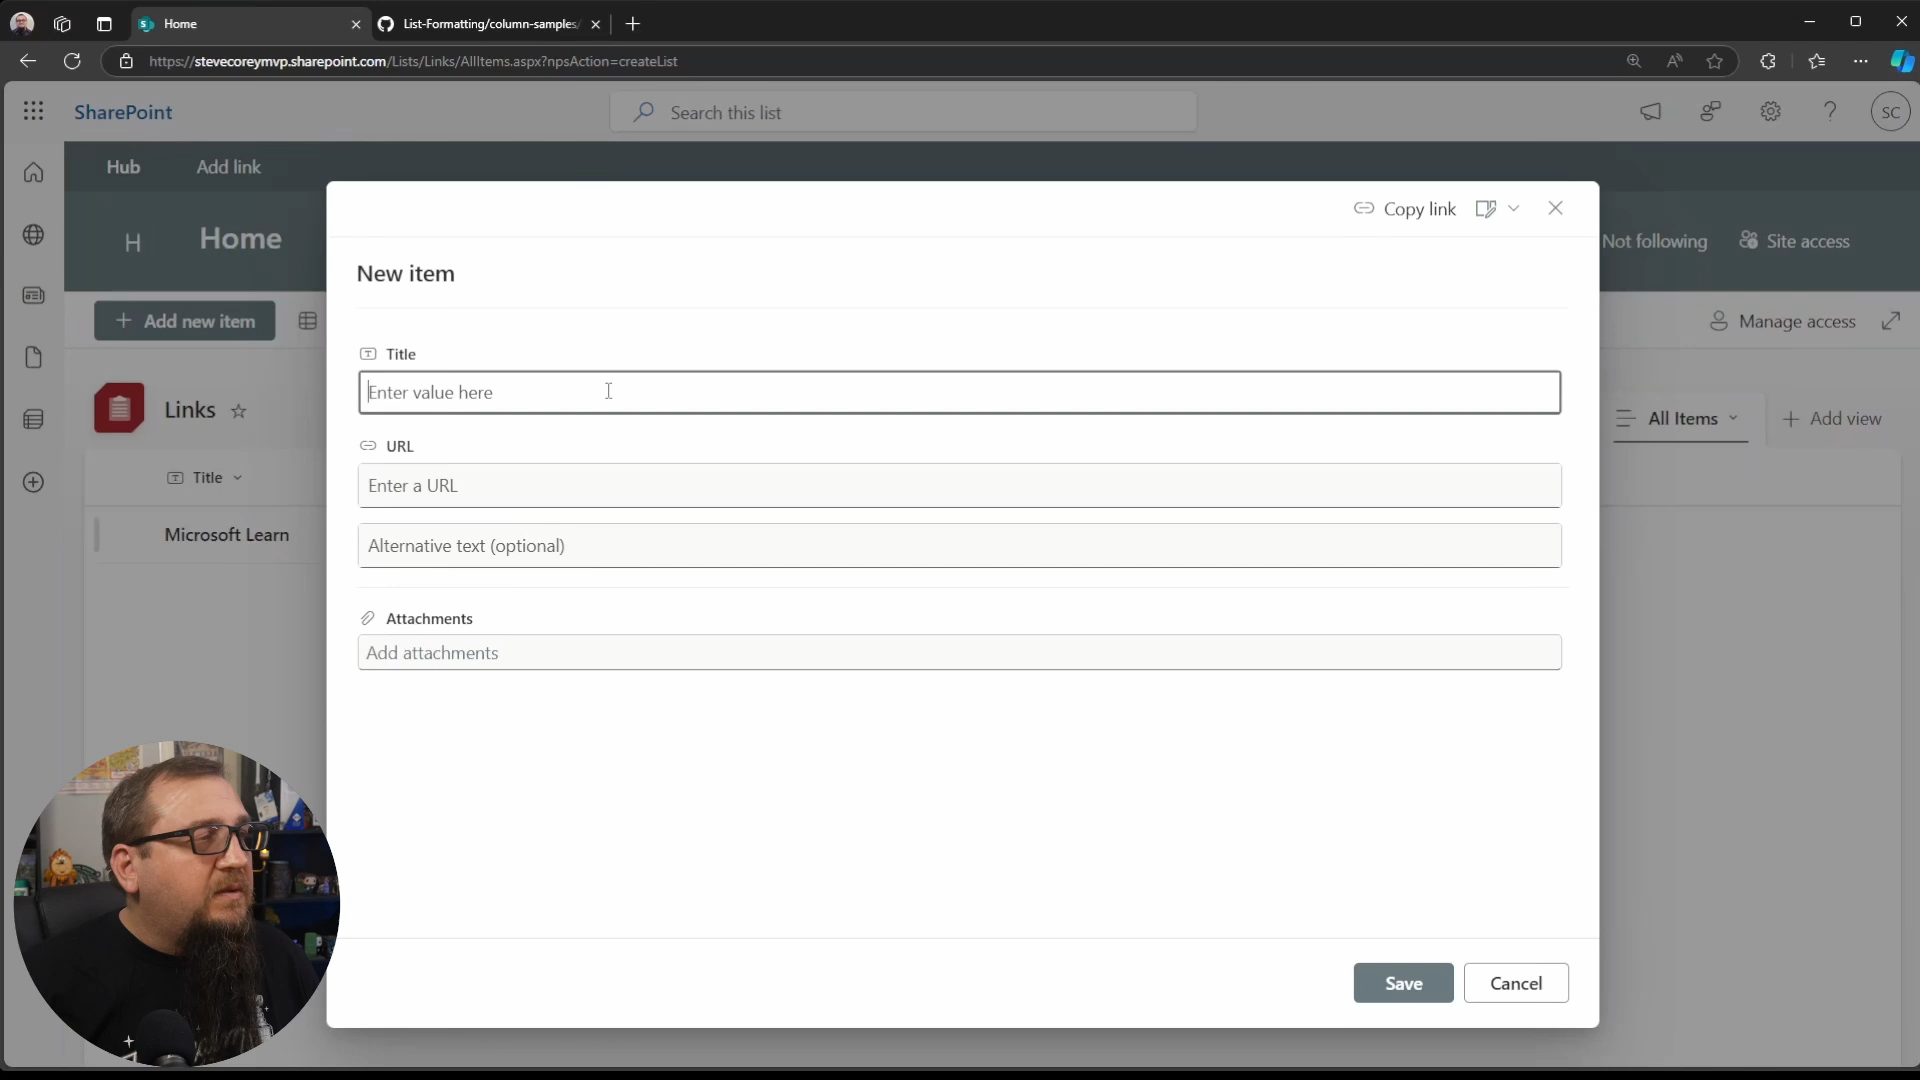 Home
List-Formatting/column-samples/
https://stevecoreymvp.sharepoint.com/Lists/Links/AllItems.aspx?npsAction=createList
SharePoint
Search this list
SC
Hub
Add link
H
Home
Not following
Site access
Copy link
New item
Add new item
Manage access
Title
Enter value here
Links
All Items
Add view
URL
Enter a URL
Title
Microsoft Learn
Alternative text (optional)
Attachments
Add attachments
Save
Cancel